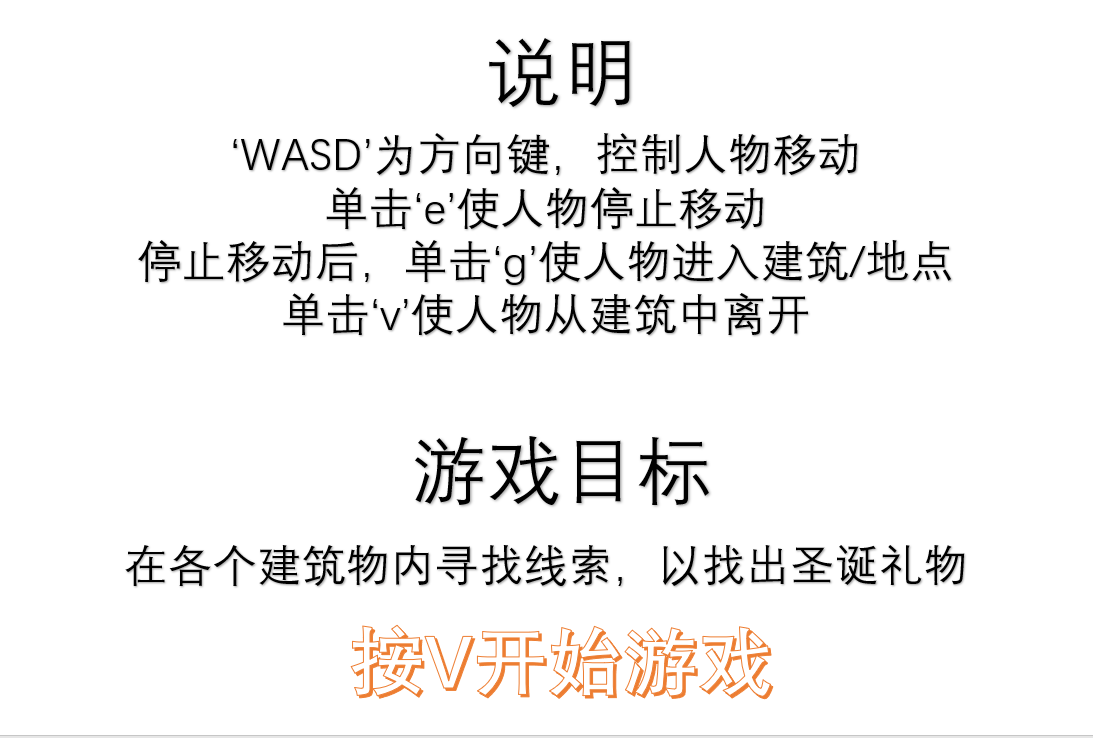 说明
‘WASD’为方向键，控制人物移动
单击‘e’使人物停止移动
停止移动后，单击‘g’使人物进入建筑/地点
单击‘v’使人物从建筑中离开
游戏目标
在各个建筑物内寻找线索，以找出圣诞礼物
按V开始游戏